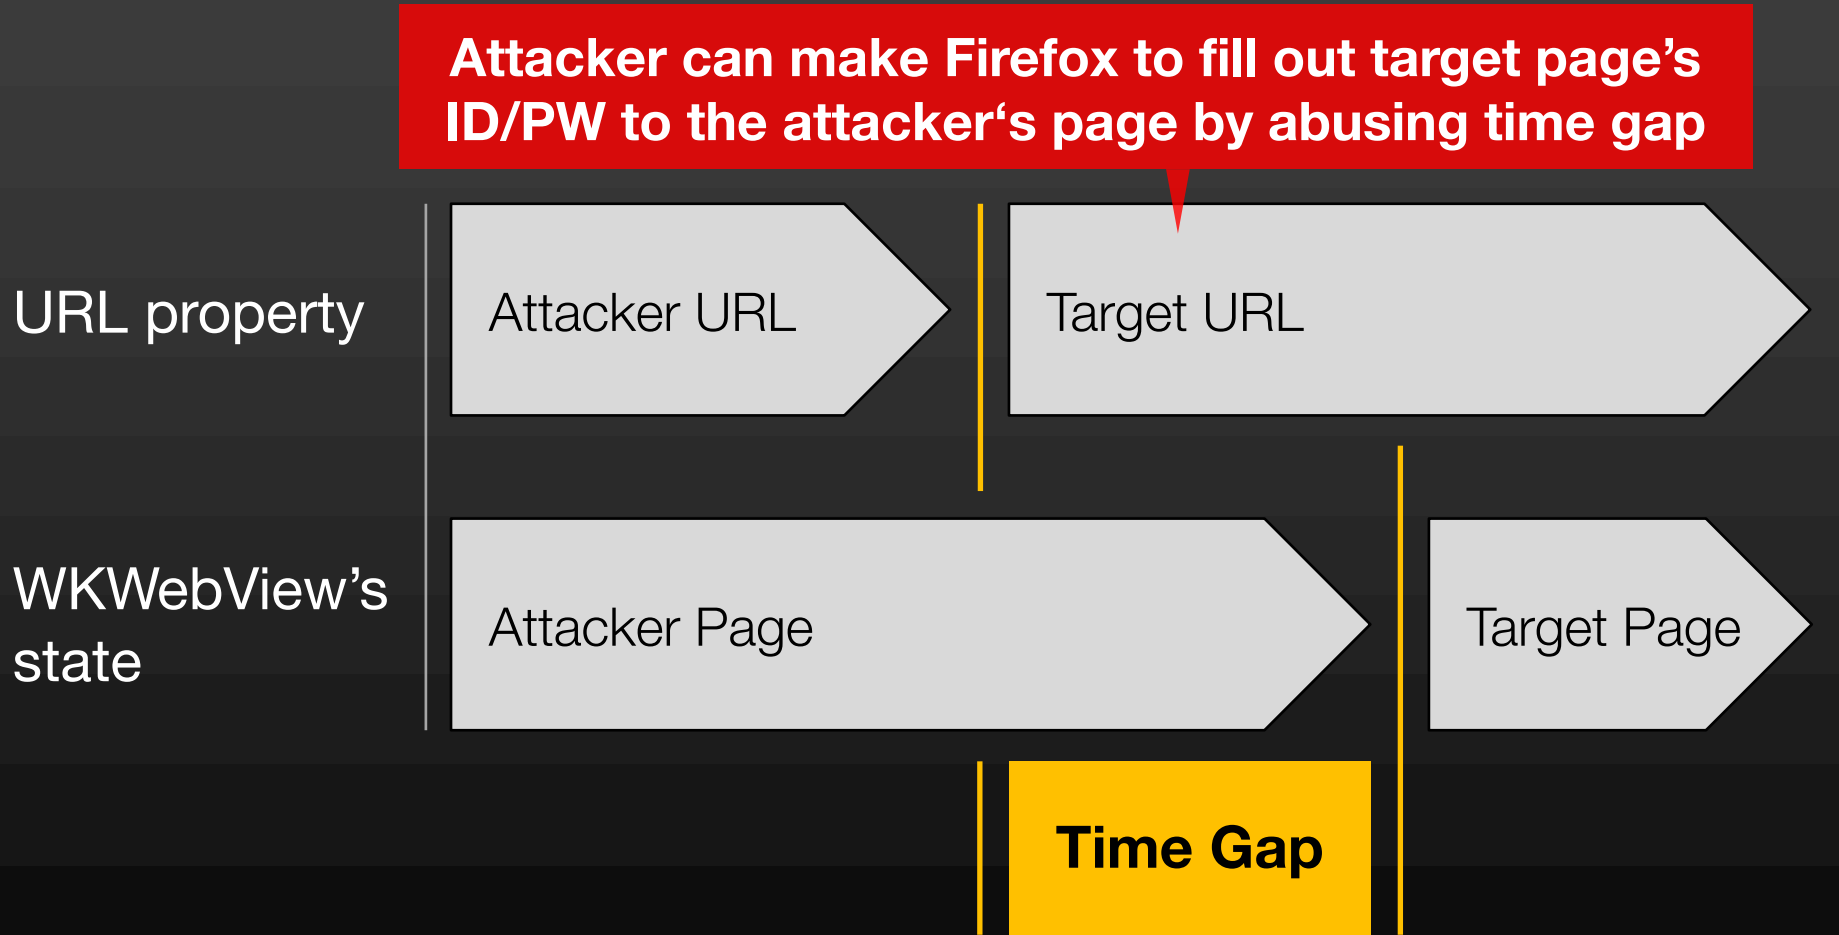 Attacker can make Firefox to fill out target page’s
ID/PW to the attacker‘s page by abusing time gap
URL property
Attacker URL
Target URL
WKWebView’s
state
Attacker Page
Target Page
Time Gap